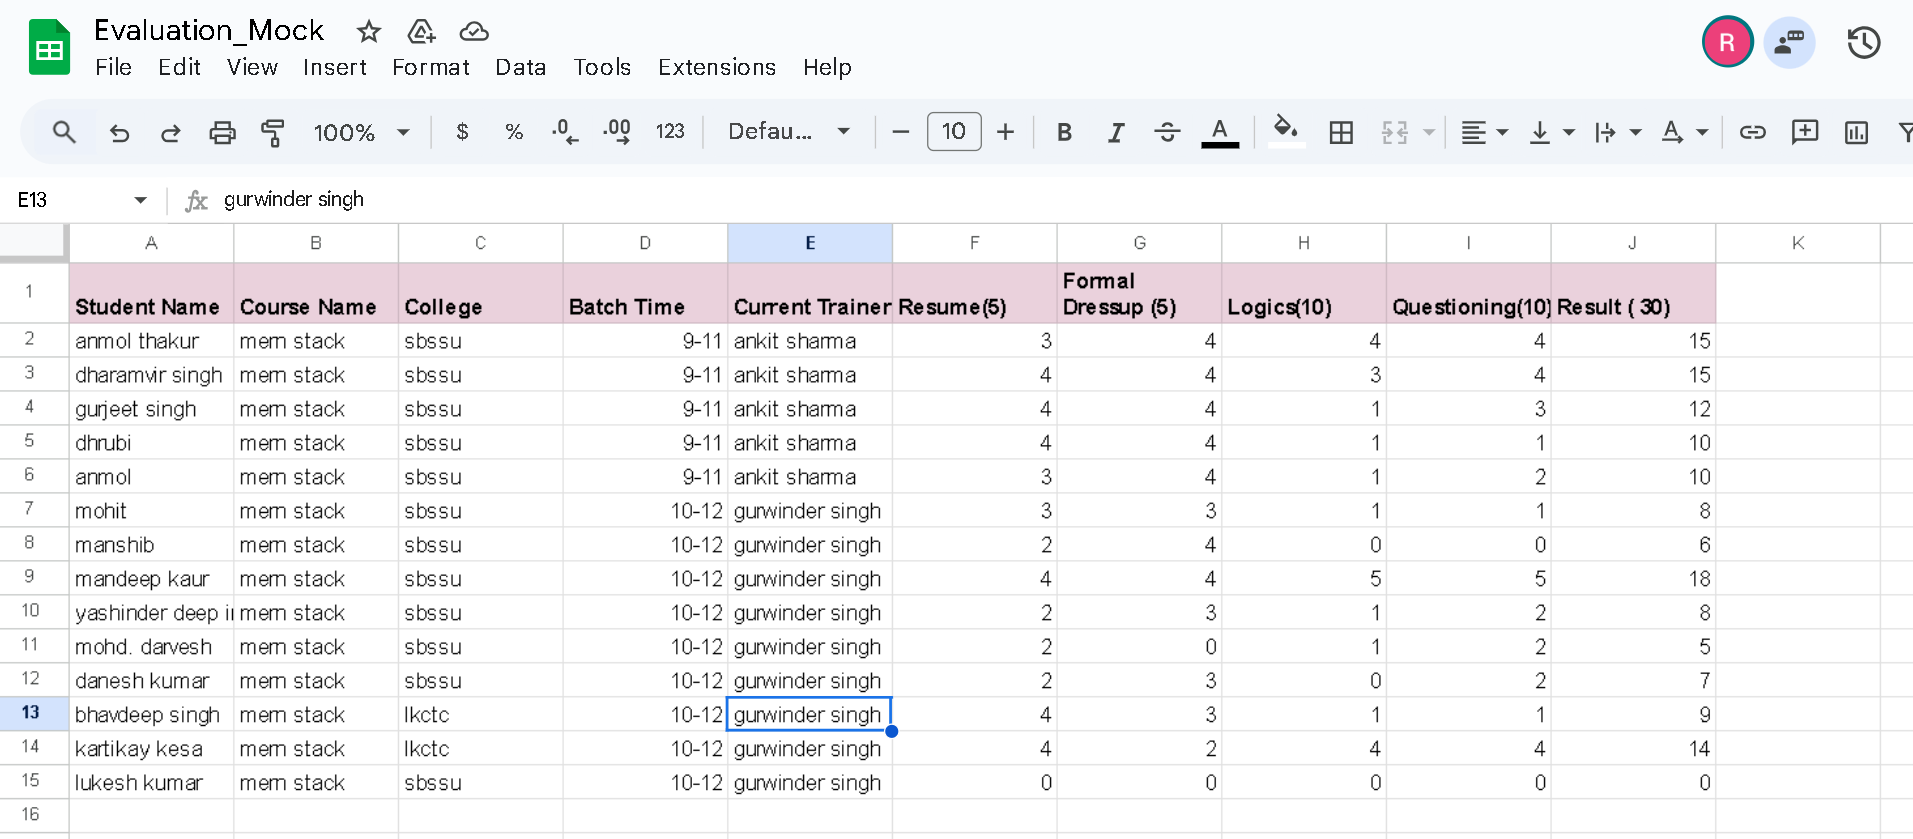 Evaluation_Mock
File Edit View Insert Format Data Tools Extensions Help
R
100% $ % .0 .00 123 Defau... − 10 + B I A A
E13 fx gurwinder singh
A B C D E F G H I J K
1 Student Name Course Name College Batch Time Current Trainer Resume(5) Formal Dressup (5) Logics(10) Questioning(10) Result ( 30)
2 anmol thakur mern stack sbssu 9-11 ankit sharma 3 4 4 4 15
3 dharamvir singh mern stack sbssu 9-11 ankit sharma 4 4 3 4 15
4 gurjeet singh mern stack sbssu 9-11 ankit sharma 4 4 1 3 12
5 dhrubi mern stack sbssu 9-11 ankit sharma 4 4 1 1 10
6 anmol mern stack sbssu 9-11 ankit sharma 3 4 1 2 10
7 mohit mern stack sbssu 10-12 gurwinder singh 3 3 1 1 8
8 manshib mern stack sbssu 10-12 gurwinder singh 2 4 0 0 6
9 mandeep kaur mern stack sbssu 10-12 gurwinder singh 4 4 5 5 18
10 yashinder deep mern stack sbssu 10-12 gurwinder singh 2 3 1 2 8
11 mohd. darvesh mern stack sbssu 10-12 gurwinder singh 2 0 1 2 5
12 danesh kumar mern stack sbssu 10-12 gurwinder singh 2 3 0 2 7
13 bhavdeep singh mern stack lkctc 10-12 gurwinder singh 4 3 1 1 9
14 kartikay kesa mern stack lkctc 10-12 gurwinder singh 4 2 4 4 14
15 lukesh kumar mern stack sbssu 10-12 gurwinder singh 0 0 0 0 0
16